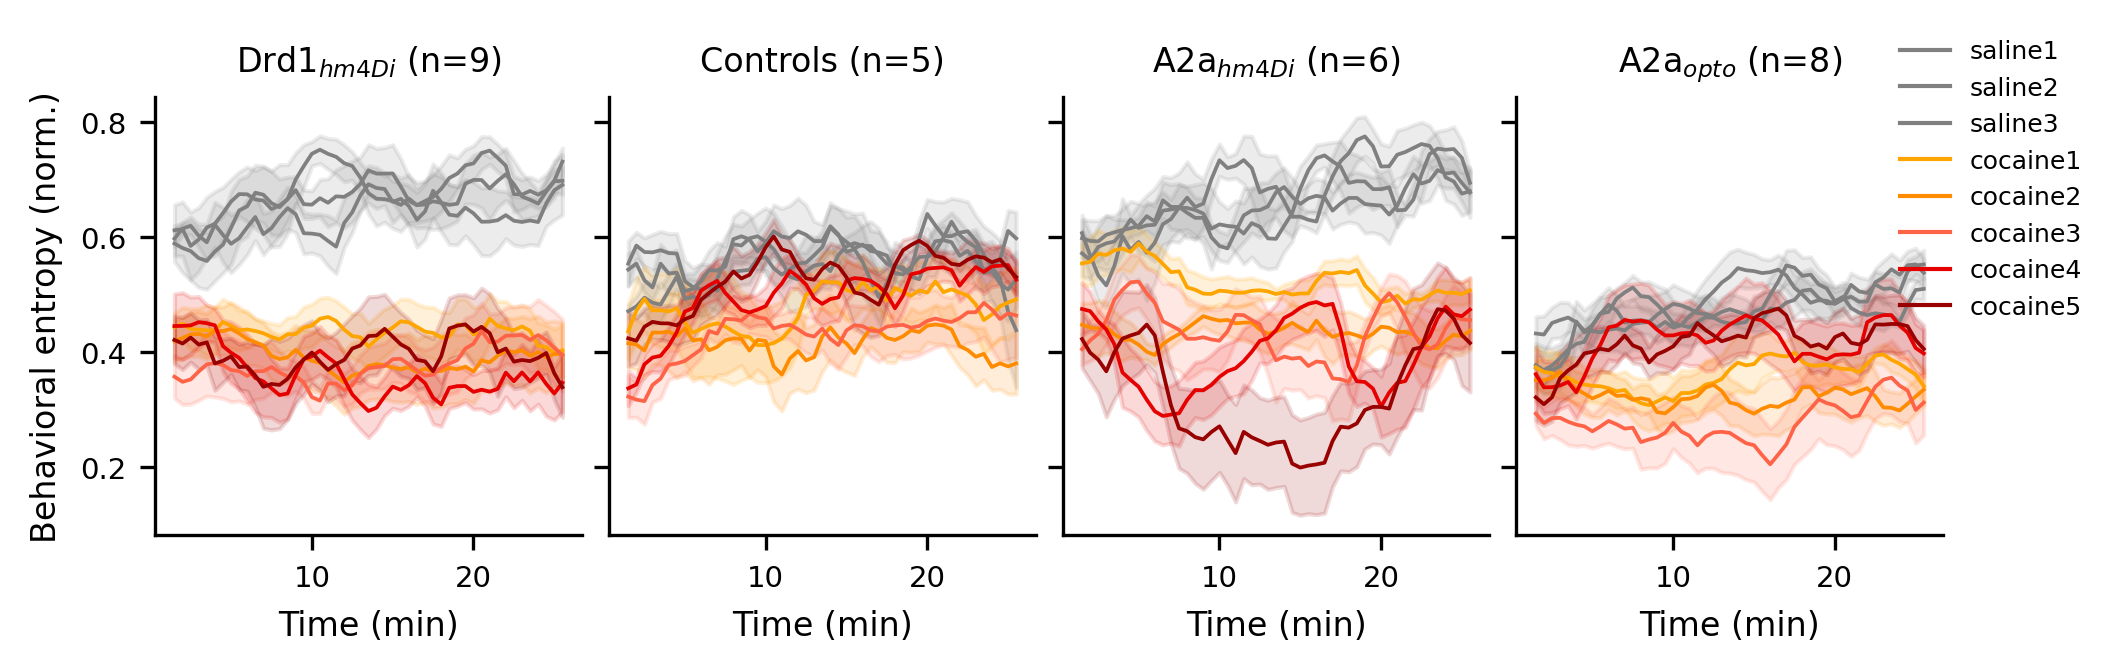 Drd1hm4Di (n=9)
Controls (n=5)
A2ahm4Di (n=6)
A2aopto (n=8)
saline1
saline2
saline3
cocaine1
cocaine2
cocaine3
cocaine4
cocaine5
Behavioral entropy (norm.)
0.8
0.6
0.4
0.2
10 20
10 20
10 20
10 20
Time (min)
Time (min)
Time (min)
Time (min)